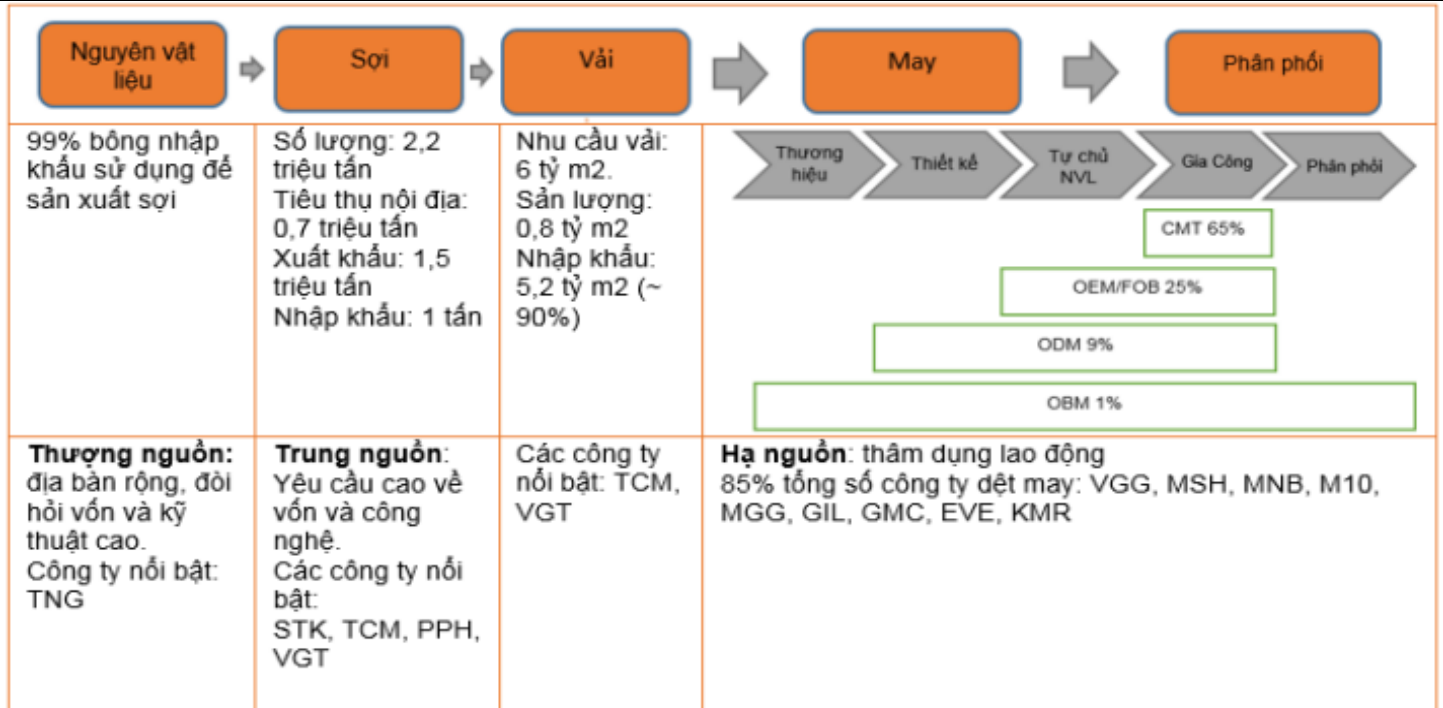 Nguyên vật
liệu
Sợi
Vải
May
Phân phối
99% bông nhập
khẩu sử dụng để
sản xuất sợi
Số lượng: 2,2
triệu tấn
Tiêu thụ nội địa:
0,7 triệu tấn
Xuất khẩu: 1,5
triệu tấn
Nhập khẩu: 1 tấn
Nhu cầu vải:
6 tỷ m2.
Sản lượng:
0,8 tỷ m2
Nhập khẩu:
5,2 tỷ m2 (~
90%)
Thương
hiệu
Thiết kế
Tự chủ
NVL
Gia Công
Phân phối
CMT 65%
OEM/FOB 25%
ODM 9%
OBM 1%
Thượng nguồn:
địa bàn rộng, đòi
hỏi vốn và kỹ
thuật cao.
Công ty nổi bật:
TNG
Trung nguồn:
Yêu cầu cao về
vốn và công
nghệ.
Các công ty nổi
bật:
STK, TCM, PPH,
VGT
Các công ty
nổi bật: TCM,
VGT
Hạ nguồn: thâm dụng lao động
85% tổng số công ty dệt may: VGG, MSH, MNB, M10,
MGG, GIL, GMC, EVE, KMR